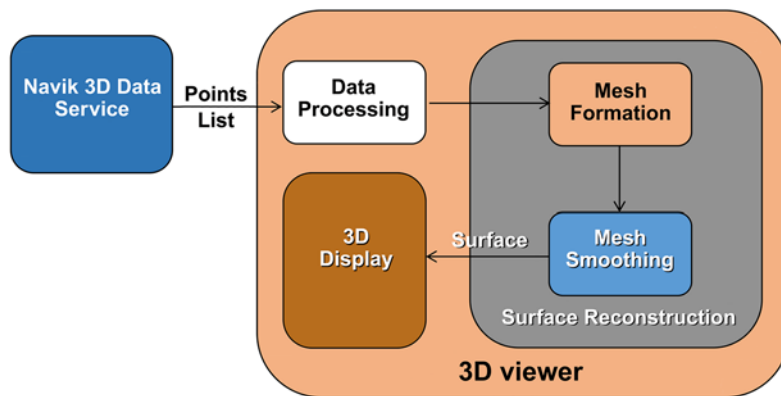 Navik 3D Data
Service
Points
List
Data
Processing
Mesh
Formation
3D
Display
Surface
Mesh
Smoothing
Surface Reconstruction
3D viewer